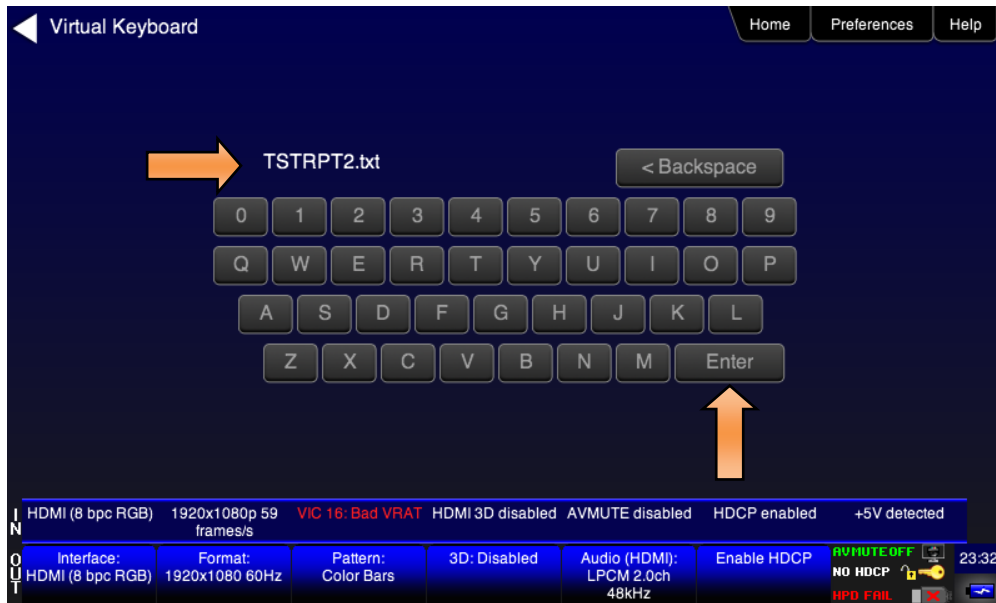 Virtual Keyboard
Home Preferences Help
TSTRPT2.txt
< Backspace
0 1 2 3 4 5 6 7 8 9
Q W E R T Y U I O P
A S D F G H J K L
Z X C V B N M Enter
IN
HDMI (8 bpc RGB)
1920x1080p 59
frames/s
VIC 16: Bad VRAT
HDMI 3D disabled
AVMUTE disabled
HDCP enabled
+5V detected
OUT
Interface:
HDMI (8 bpc RGB)
Format:
1920x1080 60Hz
Pattern:
Color Bars
3D: Disabled
Audio (HDMI):
LPCM 2.0ch
48kHz
Enable HDCP
AVMUTEOFF
NO HDCP
HPD FAIL
23:32